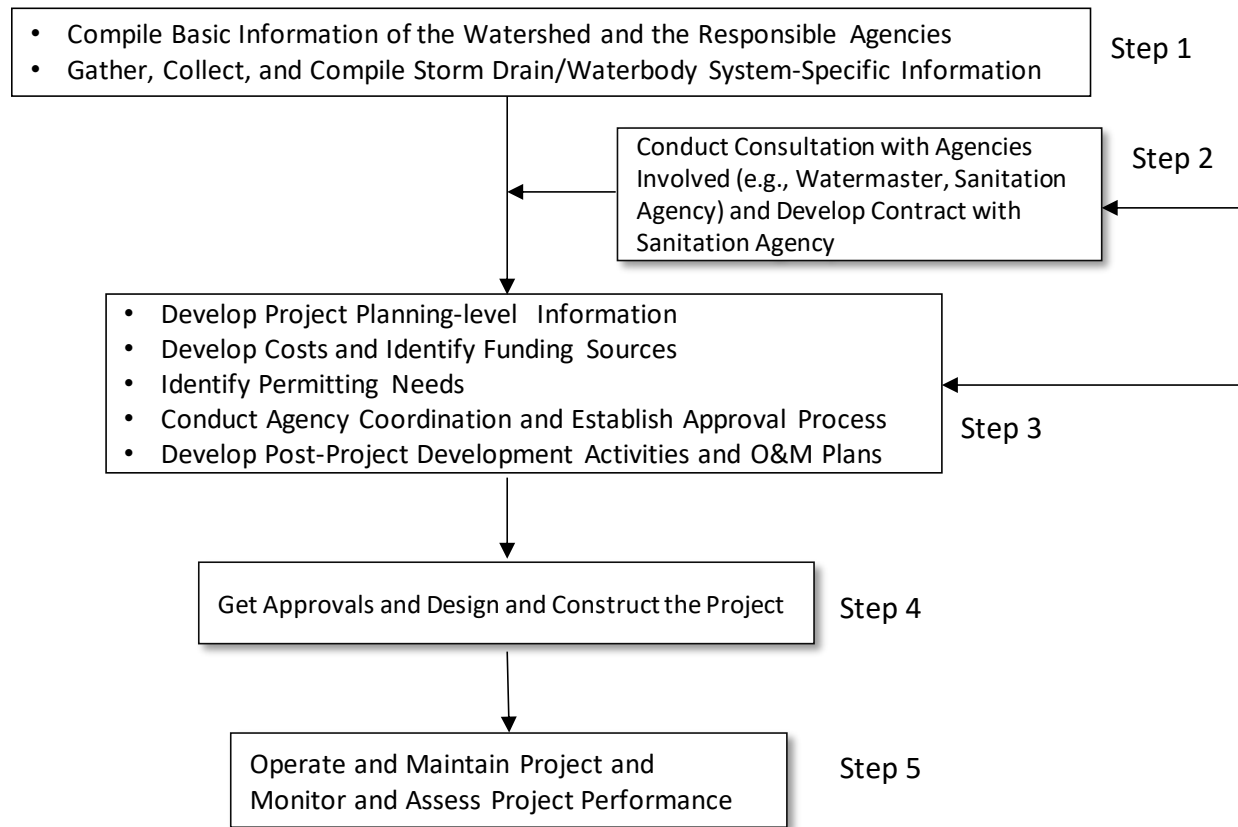 • Compile Basic Information of the Watershed and the Responsible Agencies
• Gather, Collect, and Compile Storm Drain/Waterbody System-Specific Information
Step 1
Conduct Consultation with Agencies
Involved (e.g., Watermaster, Sanitation
Agency) and Develop Contract with
Sanitation Agency
Step 2
• Develop Project Planning-level Information
• Develop Costs and Identify Funding Sources
• Identify Permitting Needs
• Conduct Agency Coordination and Establish Approval Process
• Develop Post-Project Development Activities and O&M Plans
Step 3
Get Approvals and Design and Construct the Project
Step 4
Operate and Maintain Project and
Monitor and Assess Project Performance
Step 5